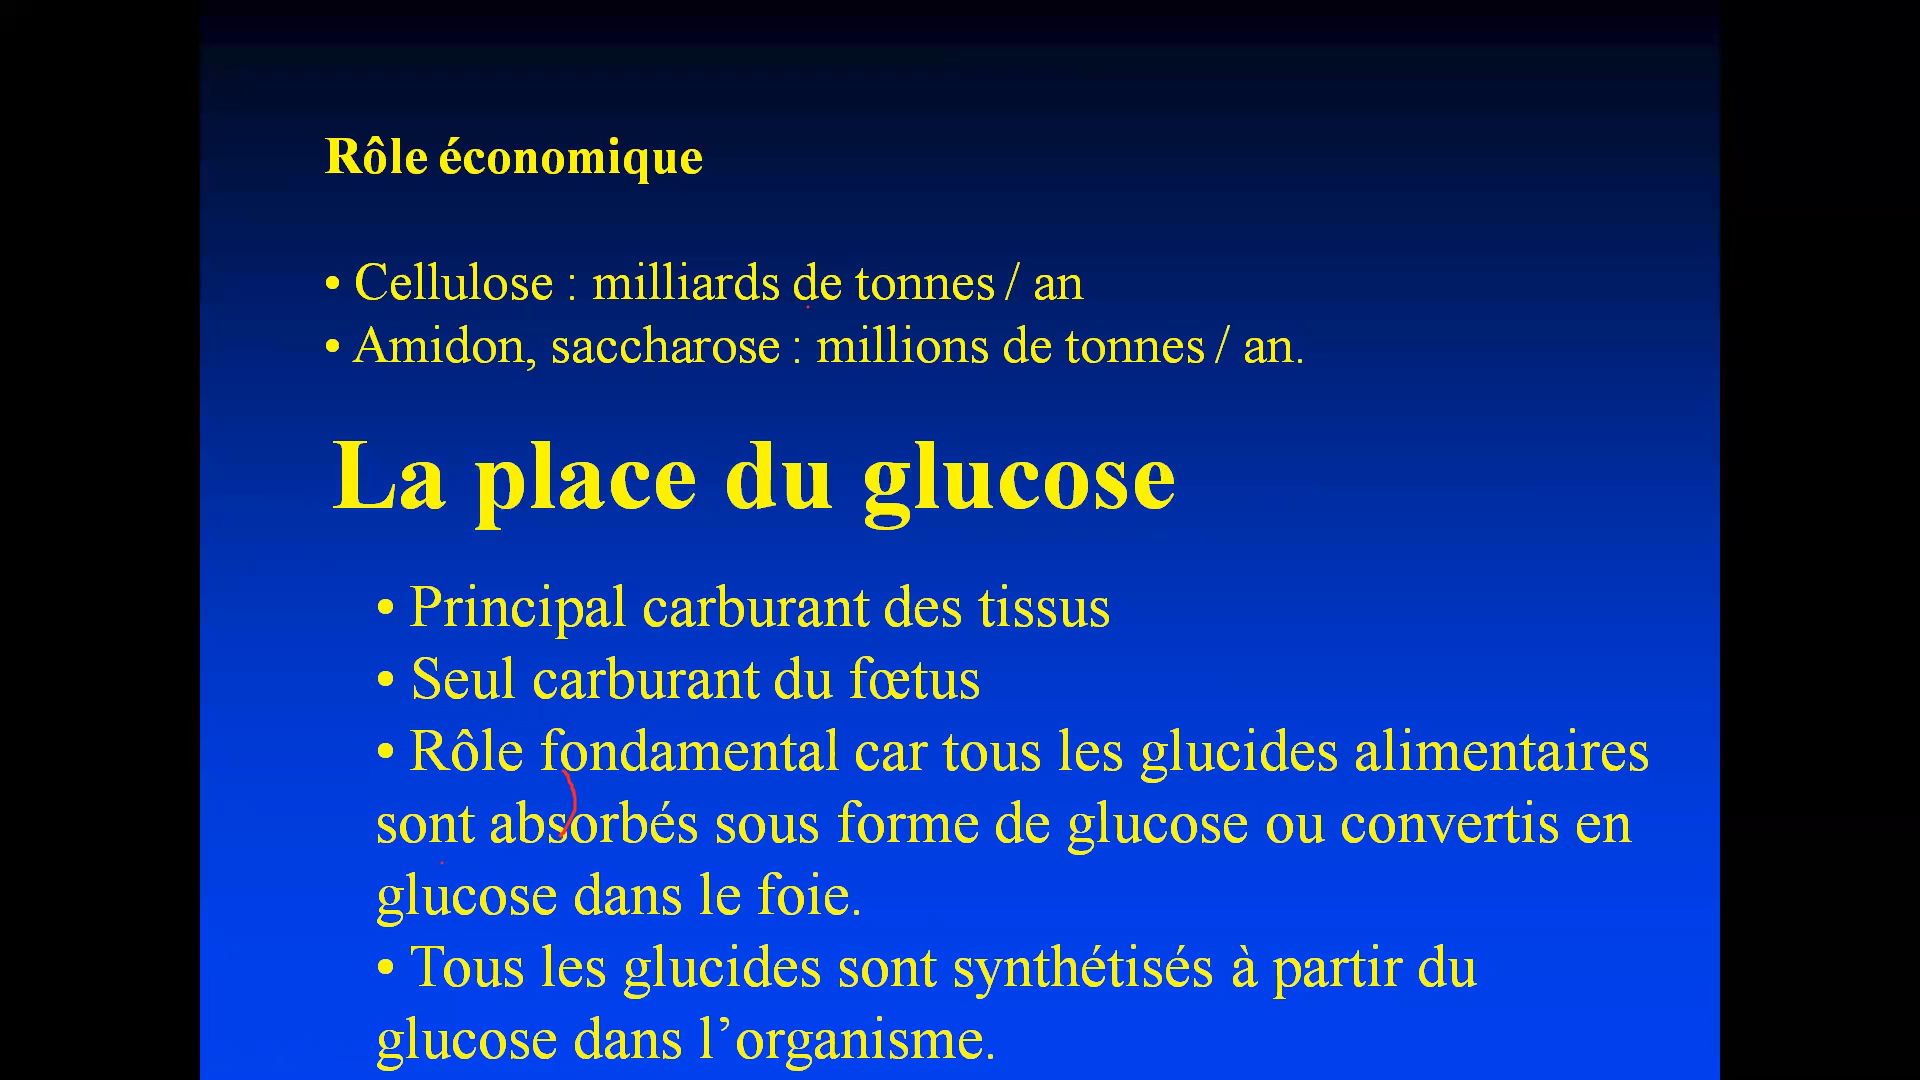 Rôle économique
• Cellulose : milliards de tonnes / an
• Amidon, saccharose : millions de tonnes / an.
La place du glucose
• Principal carburant des tissus
• Seul carburant du fœtus
• Rôle fondamental car tous les glucides alimentaires
sont absorbés sous forme de glucose ou convertis en
glucose dans le foie.
• Tous les glucides sont synthétisés à partir du
glucose dans l’organisme.